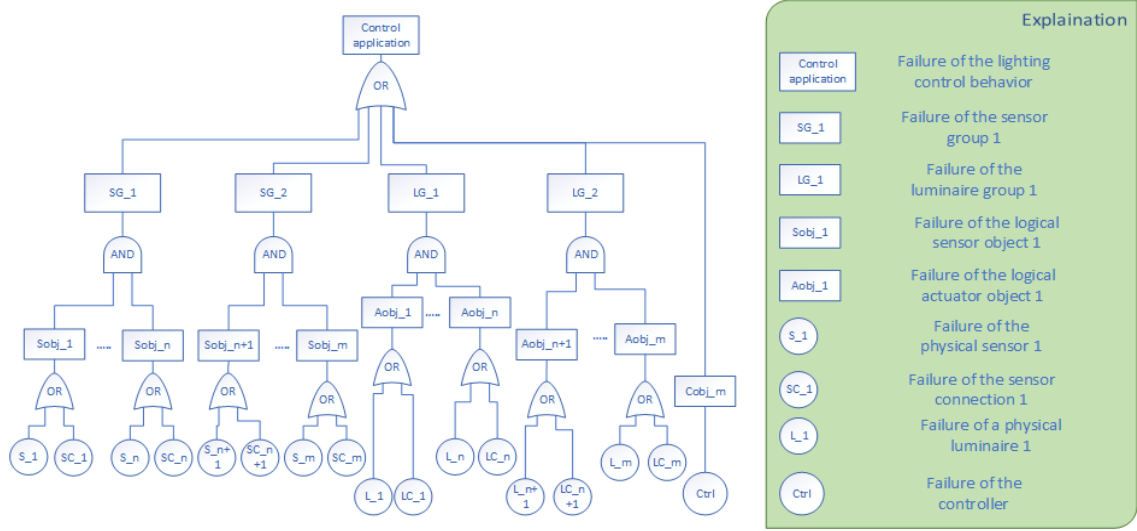 Control
application
OR
SG_1
SG_2
LG_1
LG_2
AND
AND
AND
AND
Sobj_1
.....
Sobj_n
Sobj_n+1
.....
Sobj_m
Aobj_1
.....
Aobj_n
Aobj_n+1
....
Aobj_m
Cobj_m
OR
OR
OR
OR
OR
OR
OR
OR
S_1
SC_1
S_n
SC_n
S_n+
1
SC_n
+1
S_m
SC_m
L_1
LC_1
L_n
LC_n
L_n+
1
LC_n
+1
L_m
LC_m
Ctrl
Explaination
Control
application
Failure of the lighting
control behavior
SG_1
Failure of the sensor
group 1
LG_1
Failure of the
luminaire group 1
Sobj_1
Failure of the logical
sensor object 1
Aobj_1
Failure of the logical
actuator object 1
S_1
Failure of the
physical sensor 1
SC_1
Failure of the sensor
connection 1
L_1
Failure of a physical
luminaire 1
Ctrl
Failure of the
controller